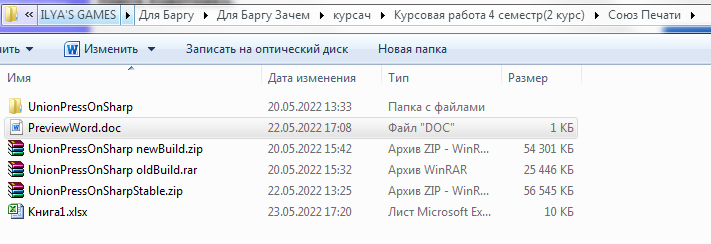 « ILYA'S GAMES Для Баргу Для Баргу Зачем курсач Курсовая работа 4 семестр(2 курс) Союз Печати
Изменить Записать на оптический диск Новая папка
Имя Дата изменения Тип Размер
UnionPressOnSharp 20.05.2022 13:33 Папка с файлами
PreviewWord.doc 22.05.2022 17:08 Файл "DOC" 1 КБ
UnionPressOnSharp newBuild.zip 20.05.2022 15:42 Архив ZIP - WinR... 54 301 КБ
UnionPressOnSharp oldBuild.rar 20.05.2022 15:32 Архив WinRAR 25 446 КБ
UnionPressOnSharpStable.zip 22.05.2022 13:25 Архив ZIP - WinR... 56 545 КБ
Книга1.xlsx 23.05.2022 17:20 Лист Microsoft Ex... 10 КБ